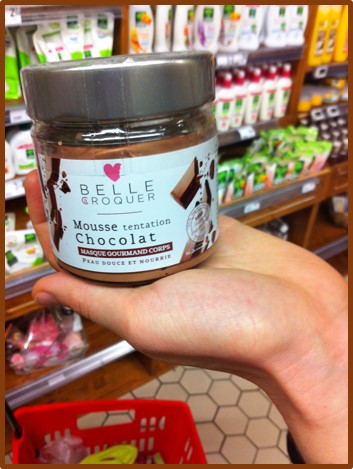 BELLE
& CROQUER
Mousse tentation
Chocolat
MASQUE GOURMAND CORPS
PEAU DOUCE ET NOURRIE